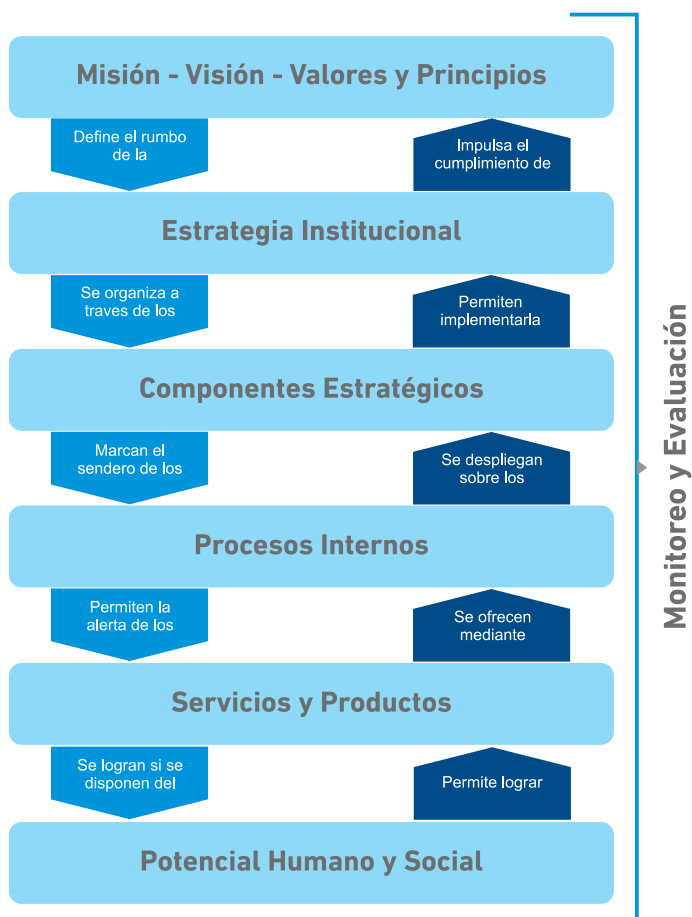 Misión - Visión - Valores y Principios
Define el rumbo
de la
Impulsa el
cumplimiento de
Estrategia Institucional
Se organiza a
traves de los
Permiten
implementarla
Componentes Estratégicos
Marcan el
sendero de los
Se despliegan
sobre los
Procesos Internos
Permiten la
alerta de los
Se ofrecen
mediante
Servicios y Productos
Se logran si se
disponen del
Permite lograr
Potencial Humano y Social
Monitoreo y Evaluación